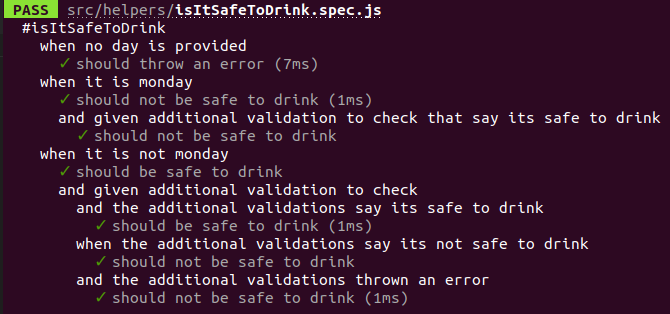 PASS src/helpers/isItSafeToDrink.spec.js
#isItSafeToDrink
when no day is provided
✓ should throw an error (7ms)
when it is monday
✓ should not be safe to drink (1ms)
and given additional validation to check that say its safe to drink
✓ should not be safe to drink
when it is not monday
✓ should be safe to drink
and given additional validation to check
and the additional validations say its safe to drink
✓ should be safe to drink (1ms)
when the additional validations say its not safe to drink
✓ should not be safe to drink
and the additional validations thrown an error
✓ should not be safe to drink (1ms)